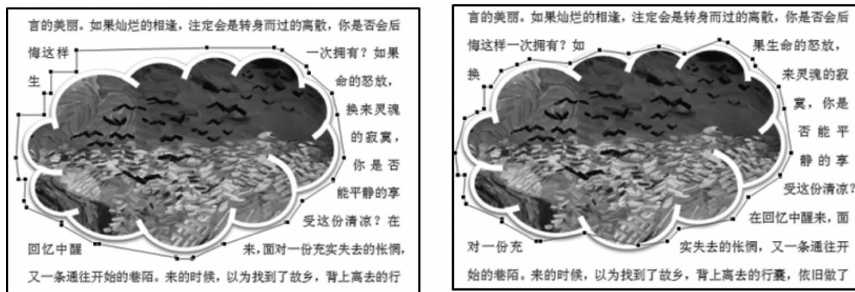 言的美丽。如果灿烂的相逢，注定会是转身而过的离散，你是否会后
悔这样 一次拥有？如果
生 命的怒放，
换来灵魂
的寂寞，
你是否
能平静的享
受这份清凉？在
回忆中醒 来，面对一份充实失去的怅惘，
又一条通往开始的巷陌。来的时候，以为找到了故乡，背上离去的行
言的美丽。如果灿烂的相逢，注定会是转身而过的离散，你是否会后
悔这样一次拥有？如 果生命的怒放，
换 来灵魂的寂
寞，你是
否能平
静的享
受这份清凉？
在回忆中醒来，面
对一份充 实失去的怅惘，又一条通往开
始的巷陌。来的时候，以为找到了故乡，背上离去的行囊，依旧做了